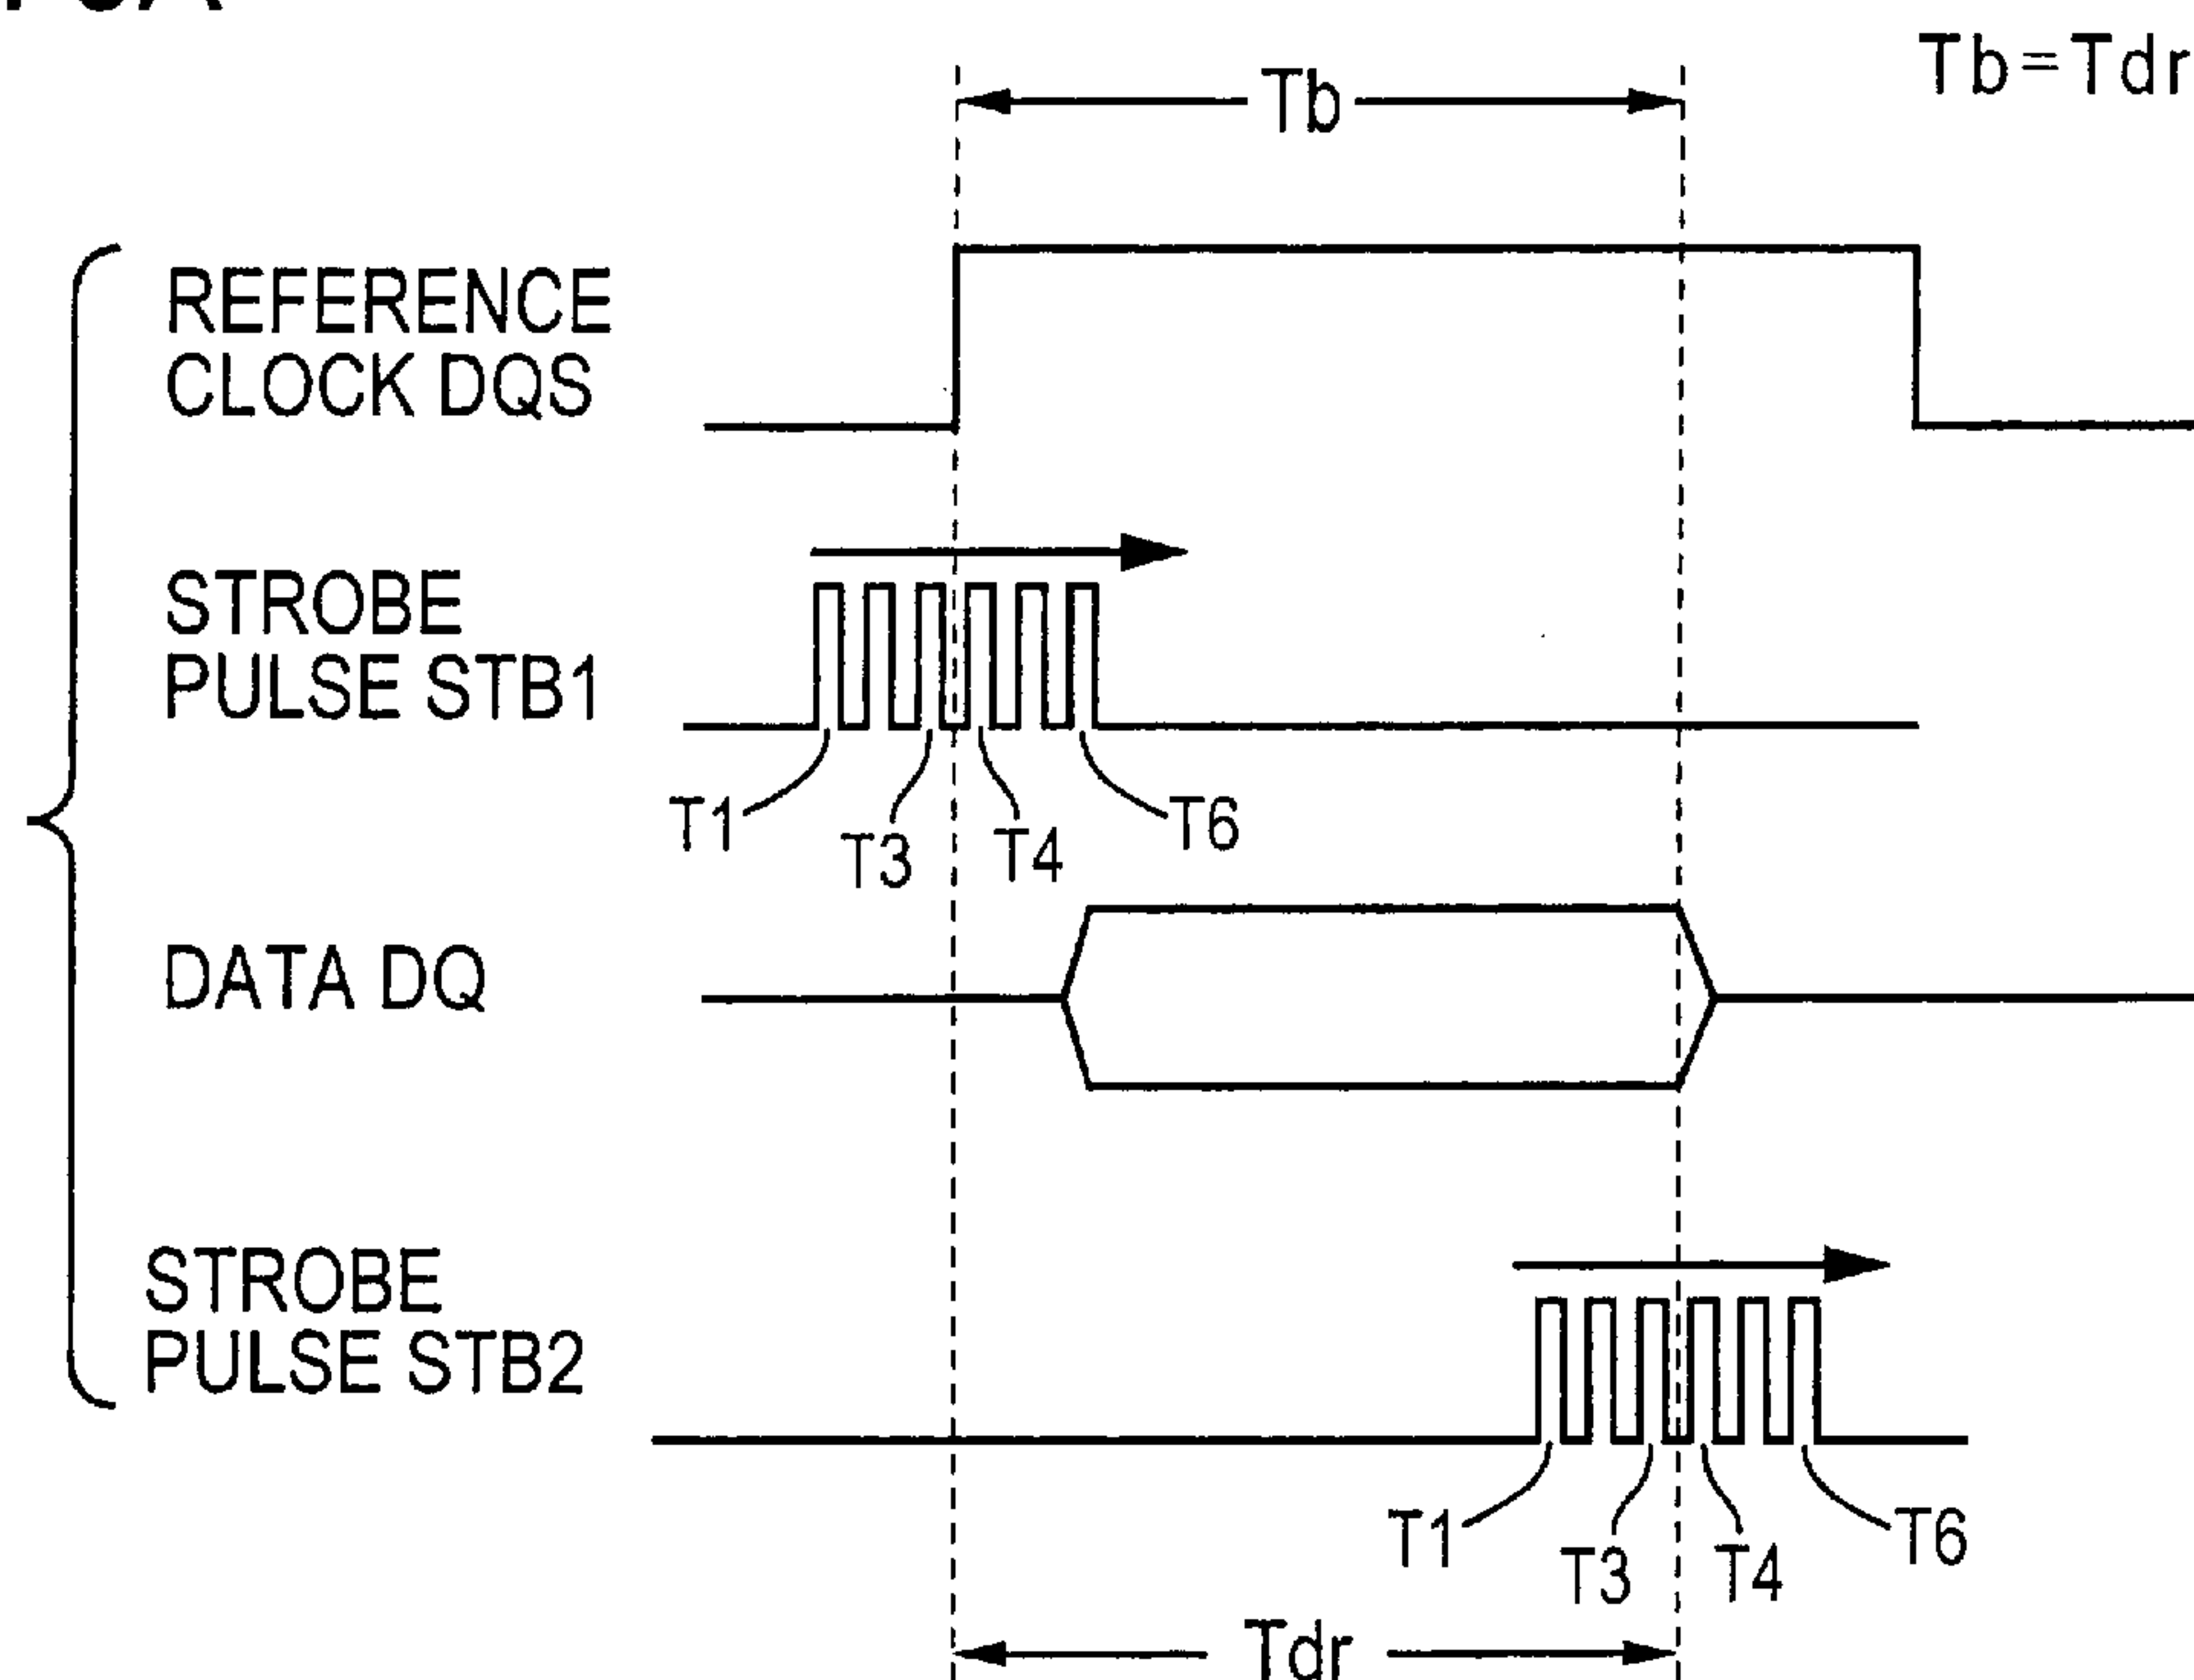 Tb=Tdr
Tb
REFERENCE
CLOCK DQS
STROBE
PULSE STB1
T1
T3
T4
T6
DATA DQ
STROBE
PULSE STB2
T1
T3
T4
T6
Tdr